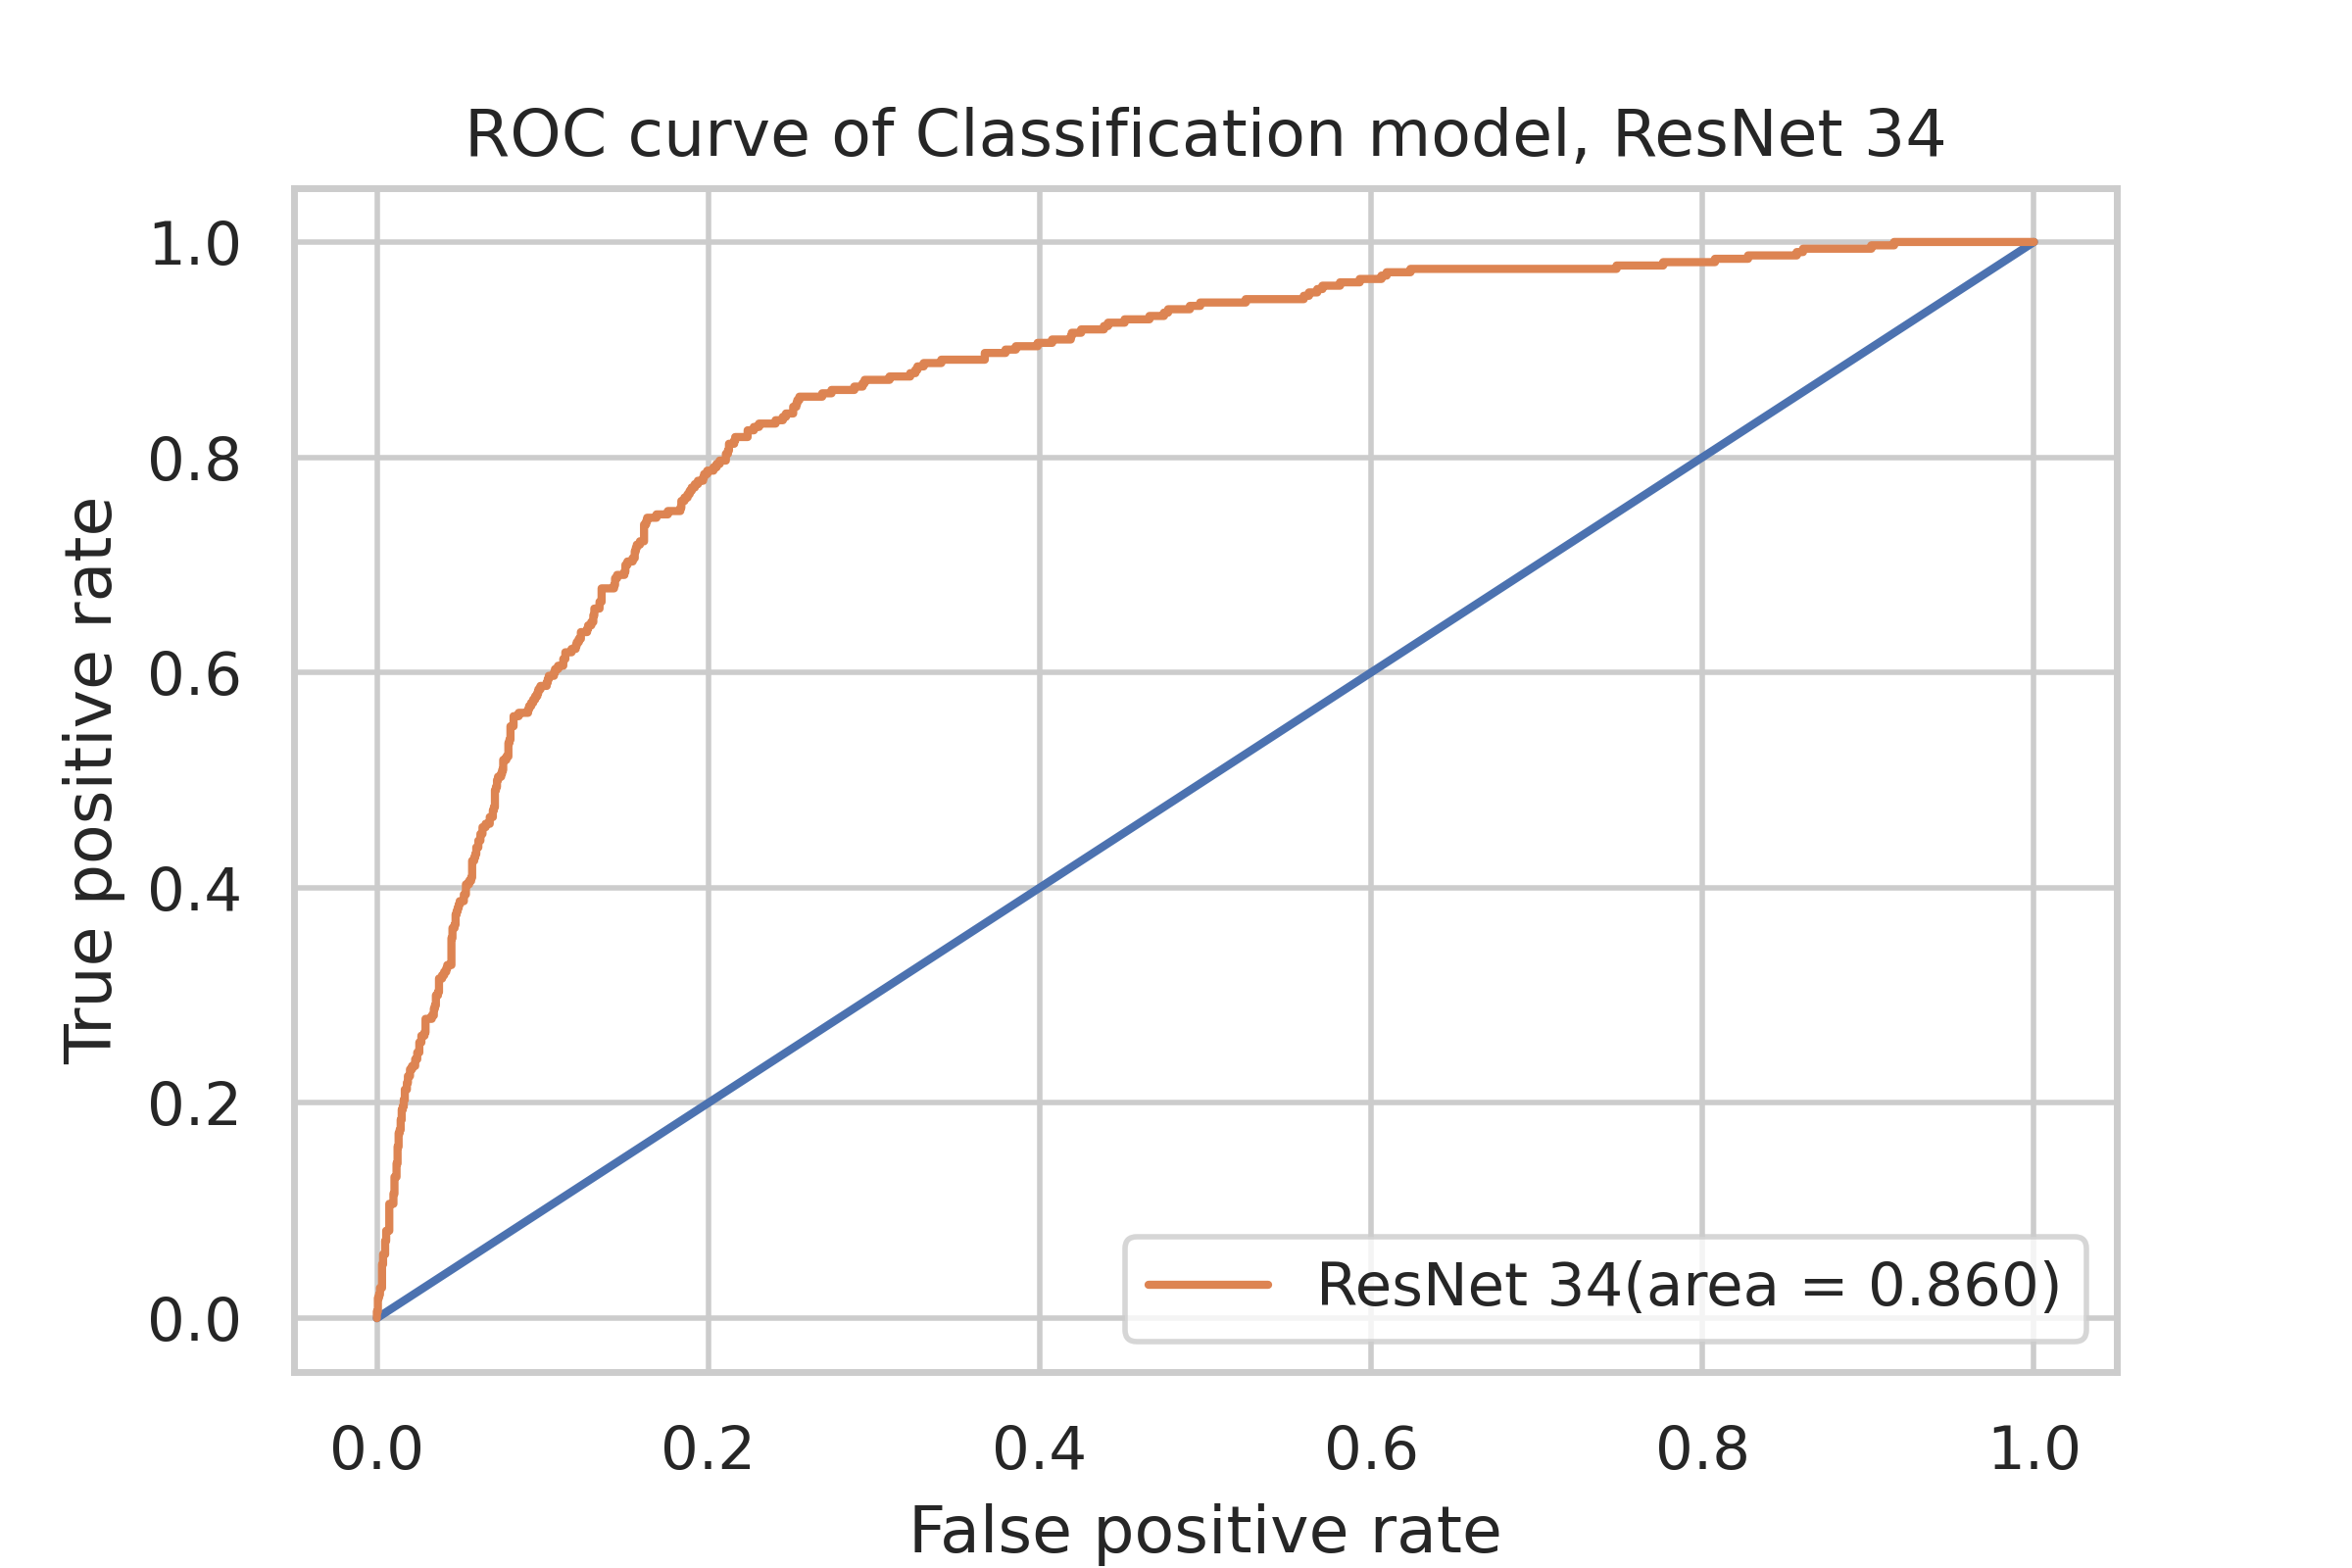 ROC curve of Classification model, ResNet 34
True positive rate
1.0
0.8
0.6
0.4
0.2
0.0
ResNet 34(area = 0.860)
0.0 0.2 0.4 0.6 0.8 1.0
False positive rate